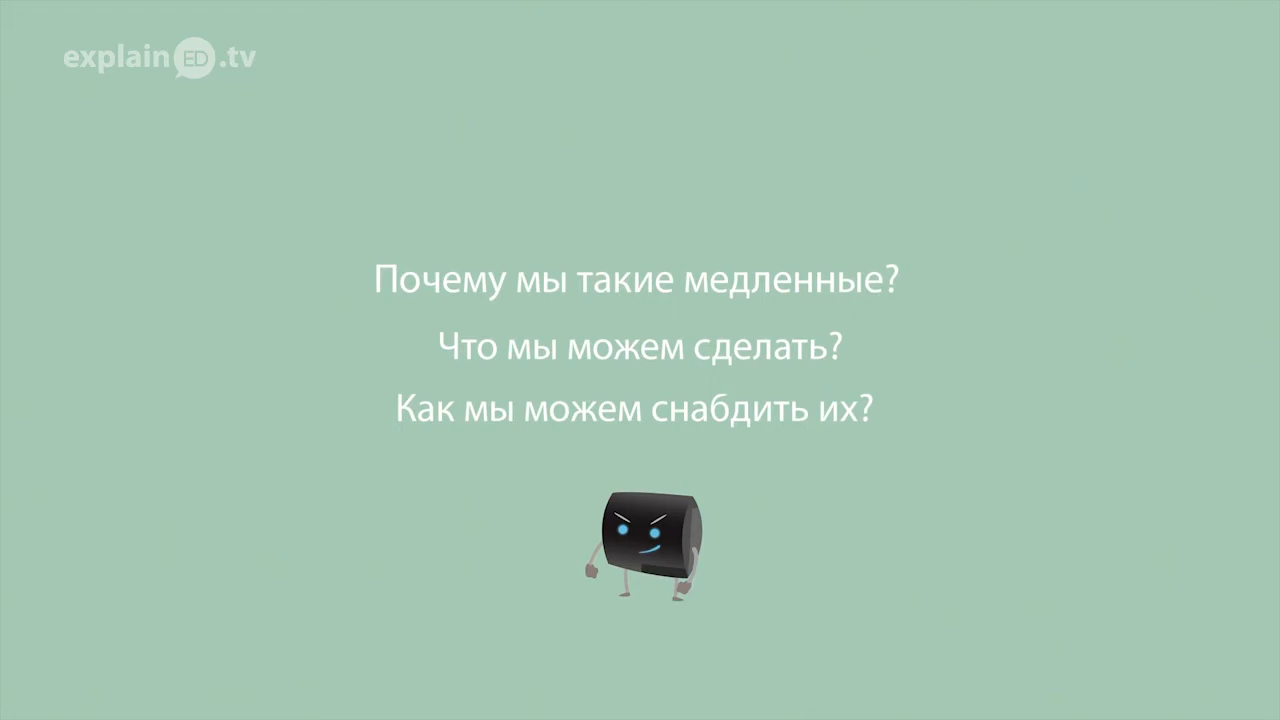 explainED.tv
Почему мы такие медленные?
Что мы можем сделать?
Как мы можем снабдить их?